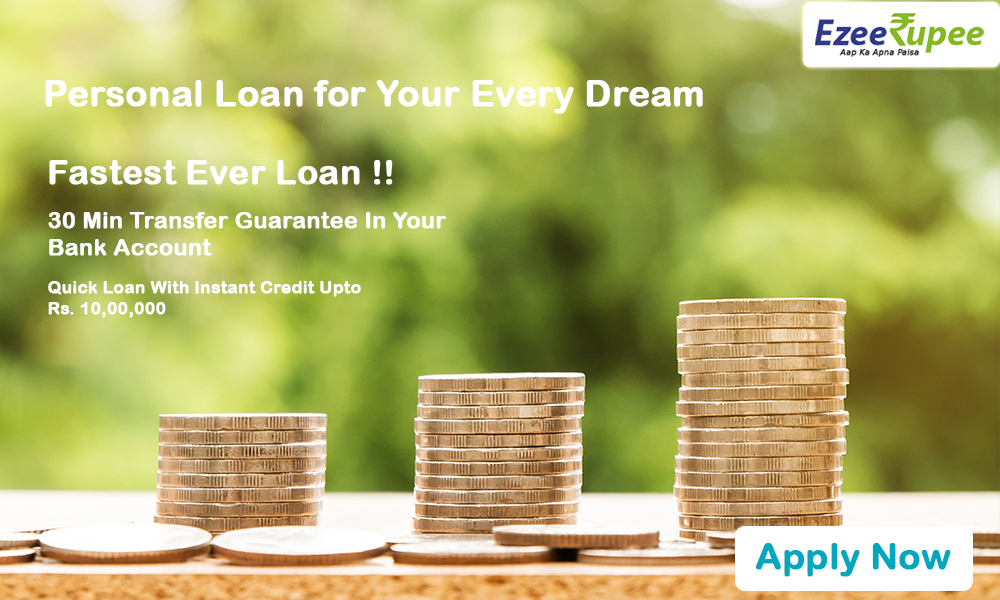 EzeeRupee
Aap Ka Apna Paisa
Personal Loan for Your Every Dream
Fastest Ever Loan !!
30 Min Transfer Guarantee In Your
Bank Account
Quick Loan With Instant Credit Upto
Rs. 10,00,000
Apply Now